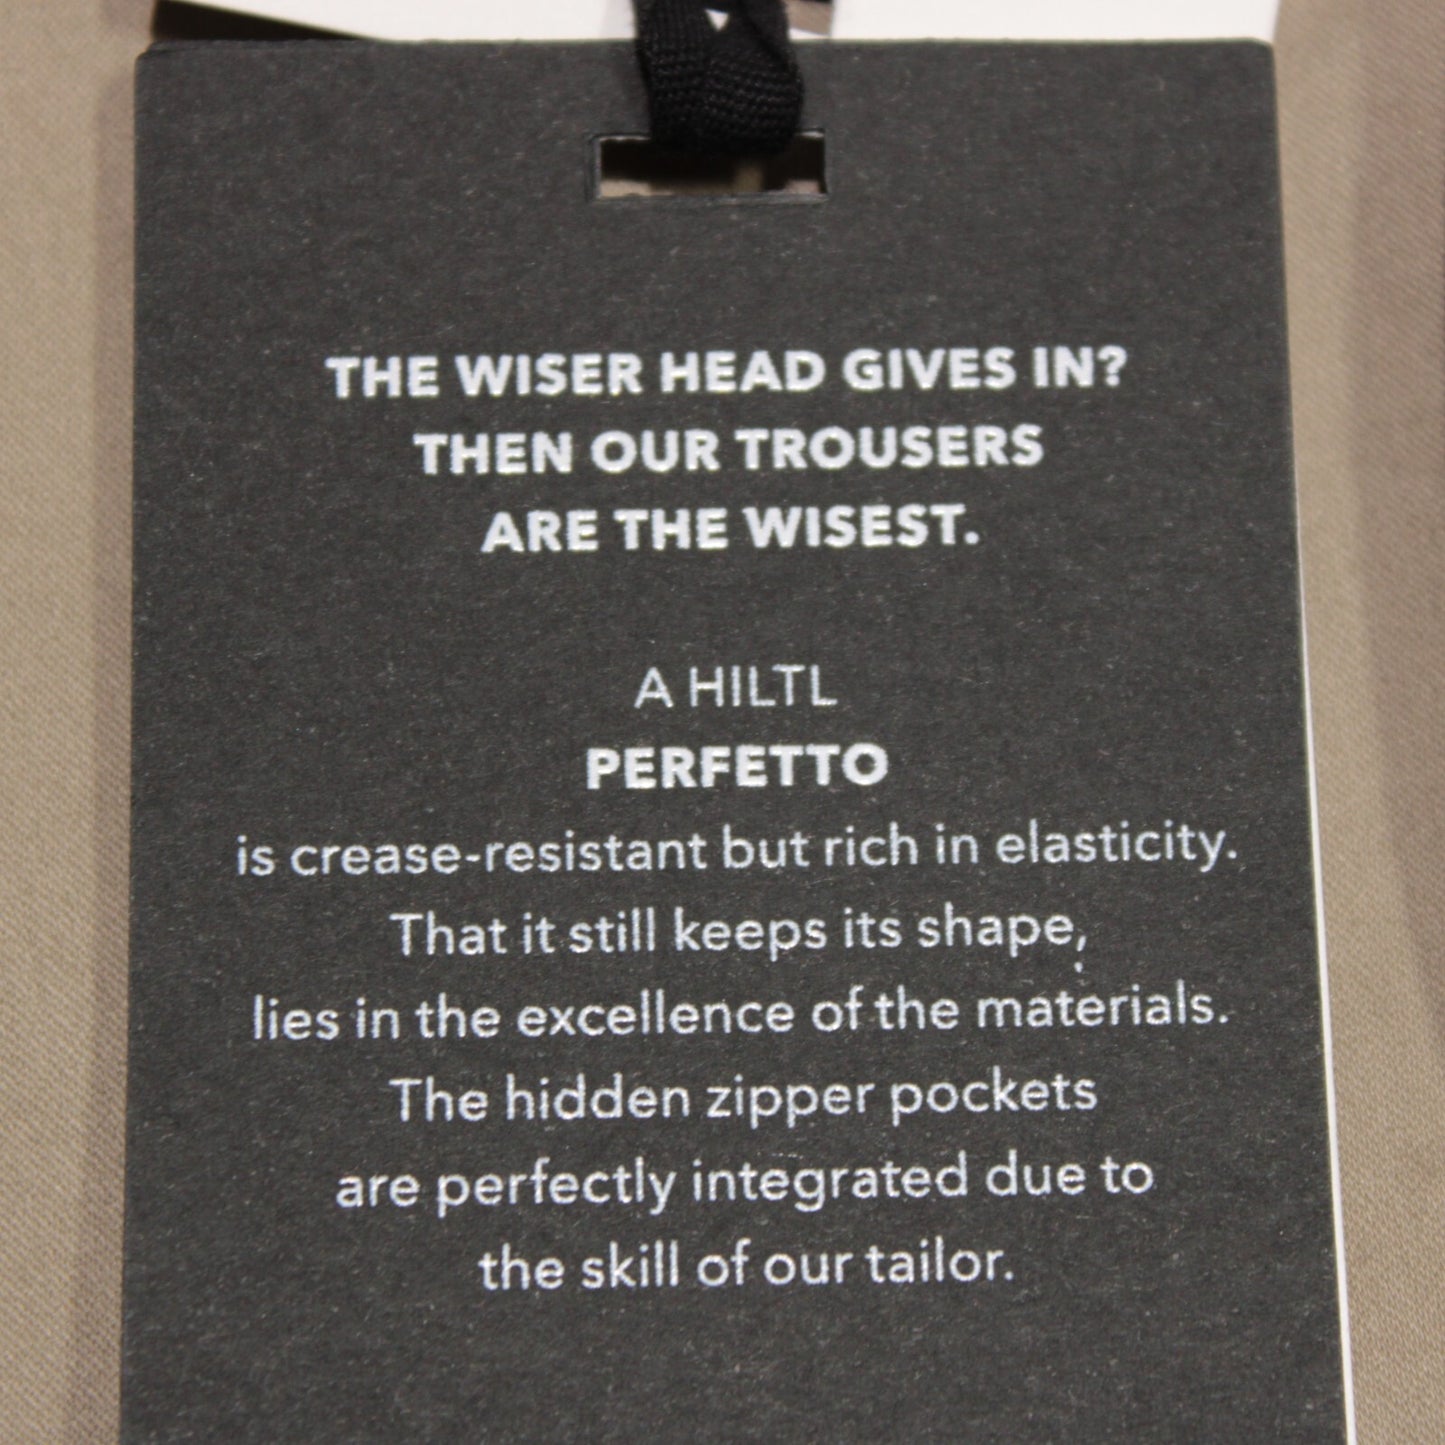 THE WISER HEAD GIVES IN?
THEN OUR TROUSERS
ARE THE WISEST.
A HILTL
PERFETTO
is crease-resistant but rich in elasticity.
That it still keeps its shape,
lies in the excellence of the materials.
The hidden zipper pockets
are perfectly integrated due to
the skill of our tailor.